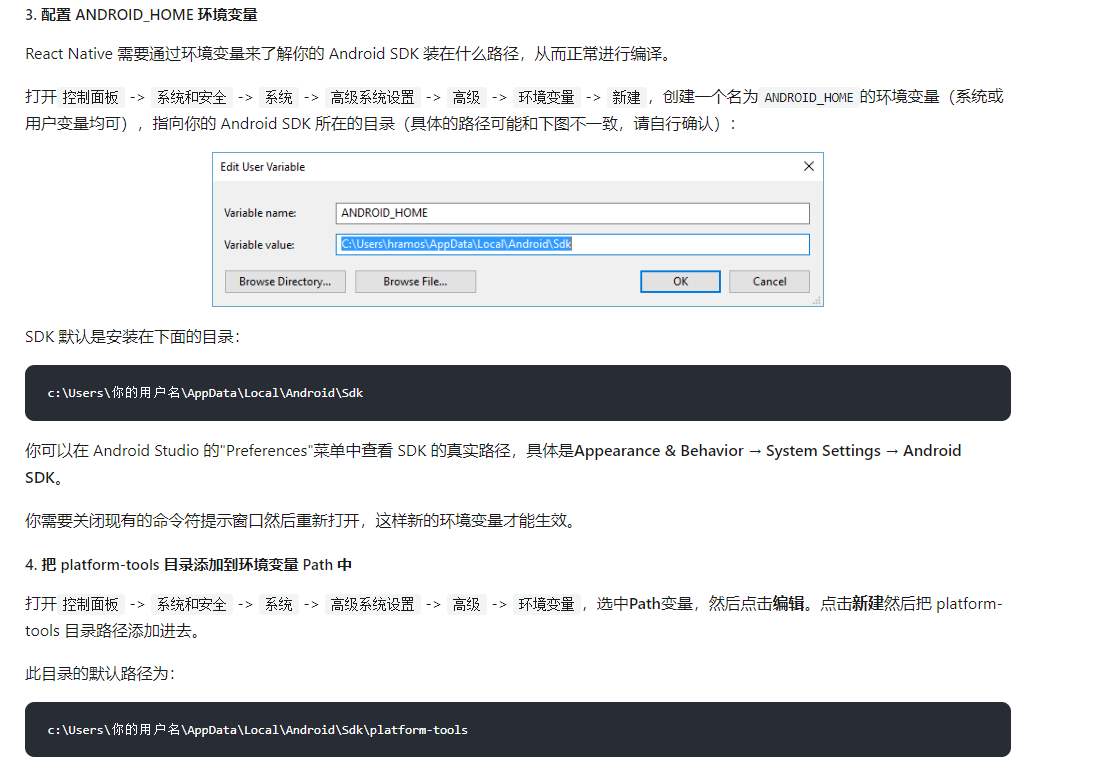 3. 配置 ANDROID_HOME 环境变量
React Native 需要通过环境变量来了解你的 Android SDK 装在什么路径，从而正常进行编译。
打开 控制面板 -> 系统和安全 -> 系统 -> 高级系统设置 -> 高级 -> 环境变量 -> 新建 ，创建一个名为 ANDROID_HOME 的环境变量（系统或
用户变量均可），指向你的 Android SDK 所在的目录（具体的路径可能和下图不一致，请自行确认）：
Edit User Variable
Variable name: ANDROID_HOME
Variable value: C:\Users\hramos\AppData\Local\Android\Sdk
Browse Directory... Browse File... OK Cancel
SDK 默认是安装在下面的目录：
c:\Users\你的用户名\AppData\Local\Android\Sdk
你可以在 Android Studio 的"Preferences"菜单中查看 SDK 的真实路径，具体是Appearance & Behavior → System Settings → Android
SDK。
你需要关闭现有的命令符提示窗口然后重新打开，这样新的环境变量才能生效。
4. 把 platform-tools 目录添加到环境变量 Path 中
打开 控制面板 -> 系统和安全 -> 系统 -> 高级系统设置 -> 高级 -> 环境变量 ，选中Path变量，然后点击编辑。点击新建然后把 platform-
tools 目录路径添加进去。
此目录的默认路径为：
c:\Users\你的用户名\AppData\Local\Android\Sdk\platform-tools